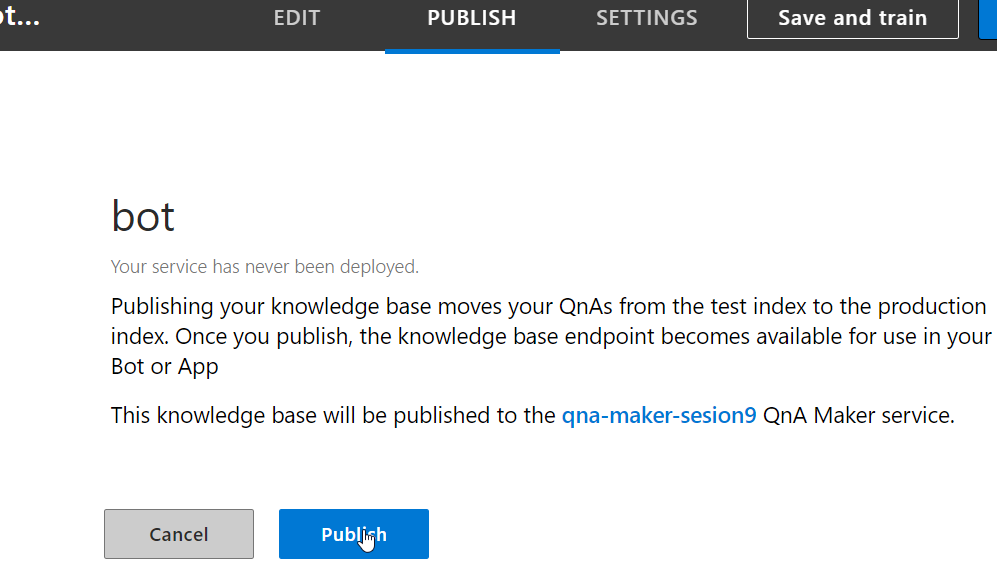 ot...
EDIT PUBLISH SETTINGS Save and train
bot
Your service has never been deployed.
Publishing your knowledge base moves your QnAs from the test index to the production
index. Once you publish, the knowledge base endpoint becomes available for use in your
Bot or App
This knowledge base will be published to the qna-maker-sesion9 QnA Maker service.
Cancel Publish